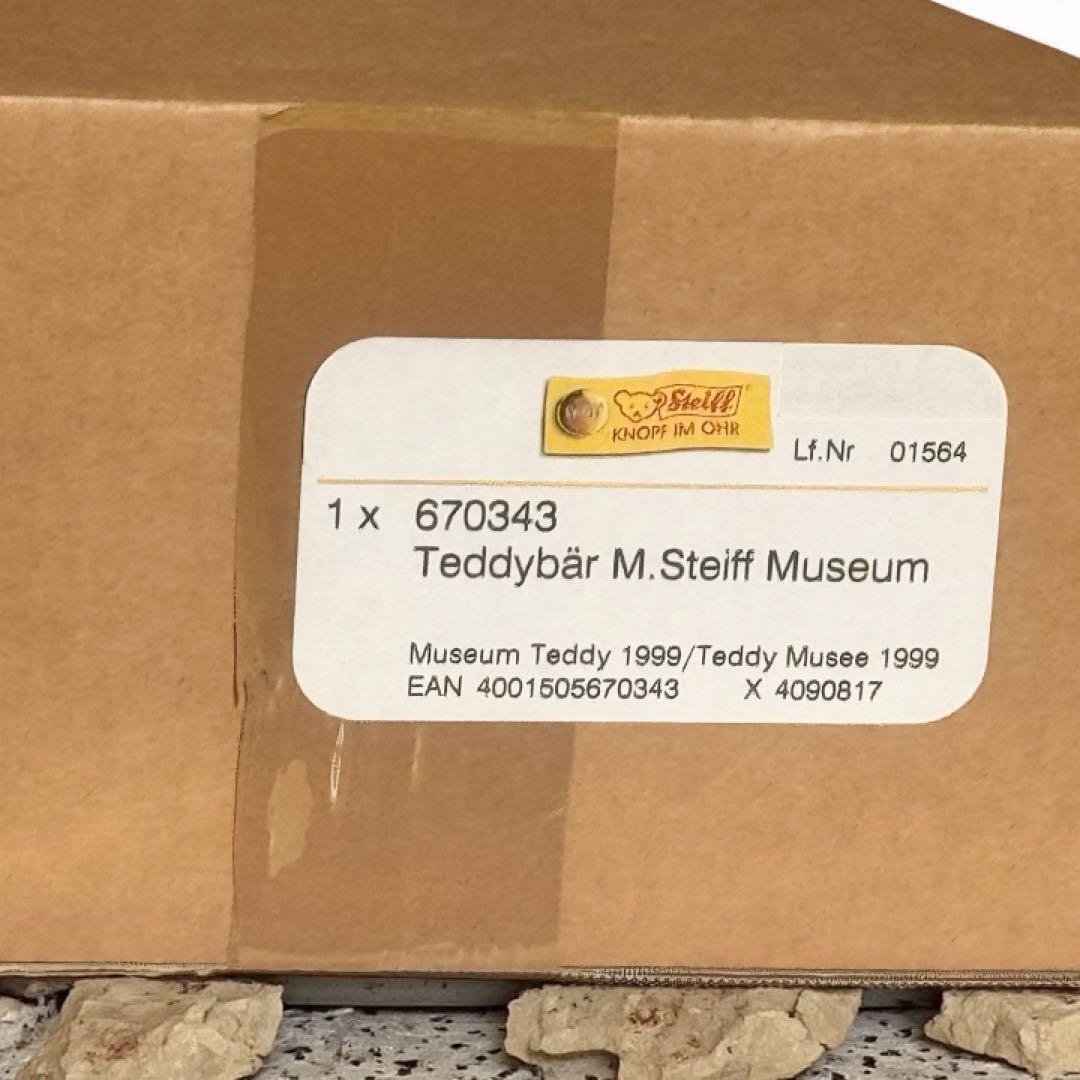 Steiff
KNOPF IM OHR
Lf.Nr 01564
1 x 670343
Teddybär M.Steiff Museum
Museum Teddy 1999/Teddy Musee 1999
EAN 4001505670343 X 4090817